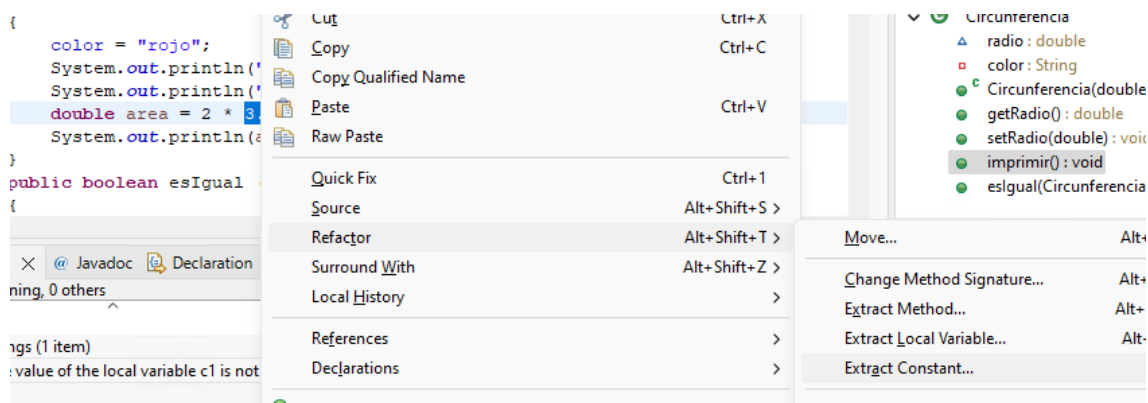 {
color = "rojo";
System.out.println("
System.out.println("
double area = 2 * 3.
System.out.println(a
}
public boolean esIgual
{
Javadoc Declaration
ning, 0 others
ngs (1 item)
value of the local variable c1 is not
Cut Ctrl+X
Copy Ctrl+C
Copy Qualified Name
Paste Ctrl+V
Raw Paste
Quick Fix Ctrl+1
Source Alt+Shift+S >
Refactor Alt+Shift+T >
Surround With Alt+Shift+Z >
Local History >
References >
Declarations >
Circunferencia
radio : double
color : String
Circunferencia(double
getRadio() : double
setRadio(double) : void
imprimir() : void
esIgual(Circunferencia
Move... Alt+
Change Method Signature... Alt+
Extract Method... Alt+
Extract Local Variable... Alt+
Extract Constant...